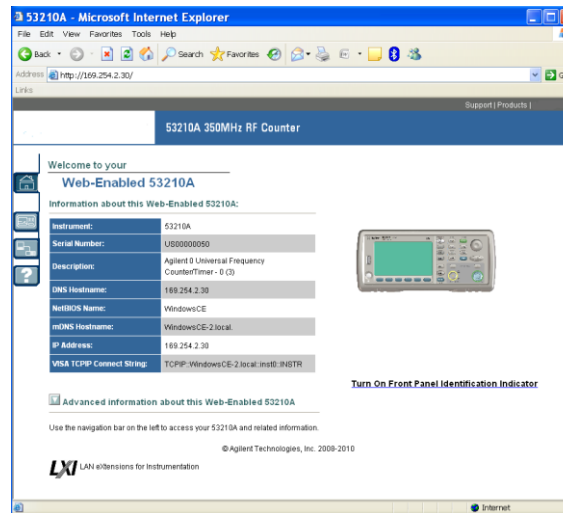 53210A - Microsoft Internet Explorer
File Edit View Favorites Tools Help
Back Search Favorites
Address http://169.254.2.30/
Links
Support | Products |
53210A 350MHz RF Counter
Welcome to your
Web-Enabled 53210A
Information about this Web-Enabled 53210A:
Instrument: 53210A
Serial Number: US00000050
Description: Agilent 0 Universal Frequency
Counter/Timer - 0 (3)
DNS Hostname: 169.254.2.30
NetBIOS Name: WindowsCE
mDNS Hostname: WindowsCE-2.local.
IP Address: 169.254.2.30
VISA TCPIP Connect String: TCPIP::WindowsCE-2.local::inst0::INSTR
Turn On Front Panel Identification Indicator
Advanced information about this Web-Enabled 53210A
Use the navigation bar on the left to access your 53210A and related information.
© Agilent Technologies, Inc. 2008-2010
LXI LAN eXtensions for Instrumentation
Internet